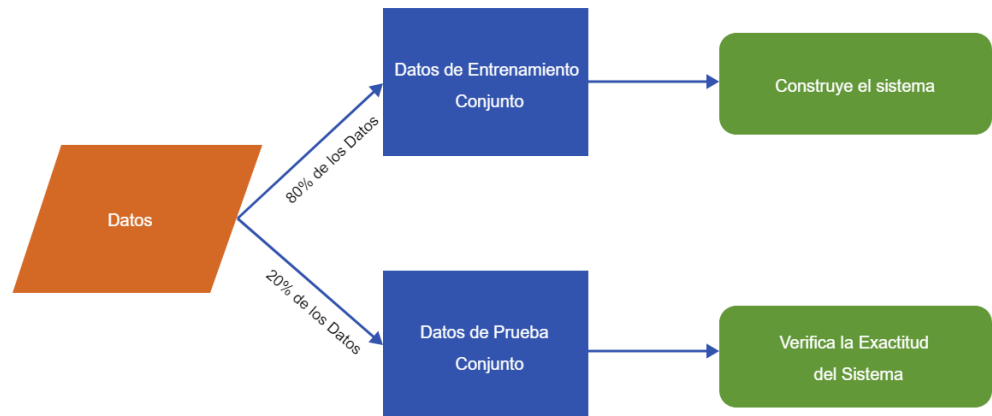 Datos de Entrenamiento
Conjunto
Construye el sistema
80% de los Datos
Datos
20% de los Datos
Datos de Prueba
Conjunto
Verifica la Exactitud
del Sistema